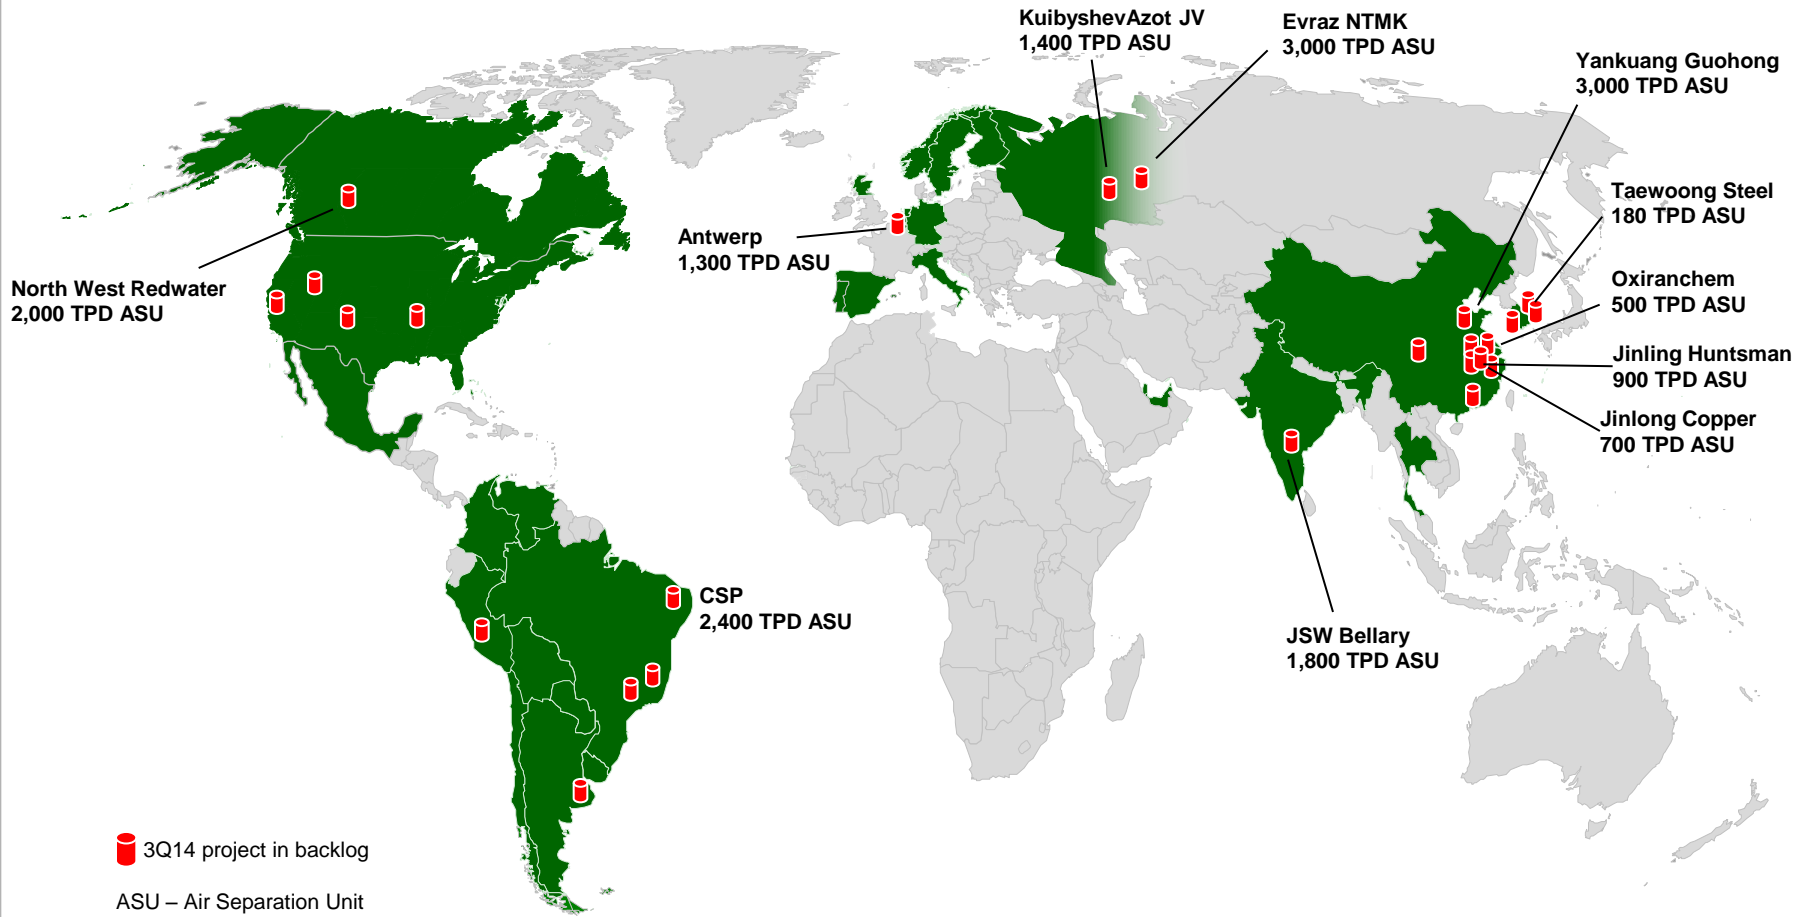 KuibyshevAzot JV
1,400 TPD ASU
Evraz NTMK
3,000 TPD ASU
Yankuang Guohong
3,000 TPD ASU
Taewoong Steel
180 TPD ASU
Antwerp
1,300 TPD ASU
Oxiranchem
500 TPD ASU
North West Redwater
2,000 TPD ASU
Jinling Huntsman
900 TPD ASU
Jinlong Copper
700 TPD ASU
CSP
2,400 TPD ASU
JSW Bellary
1,800 TPD ASU
3Q14 project in backlog
ASU – Air Separation Unit